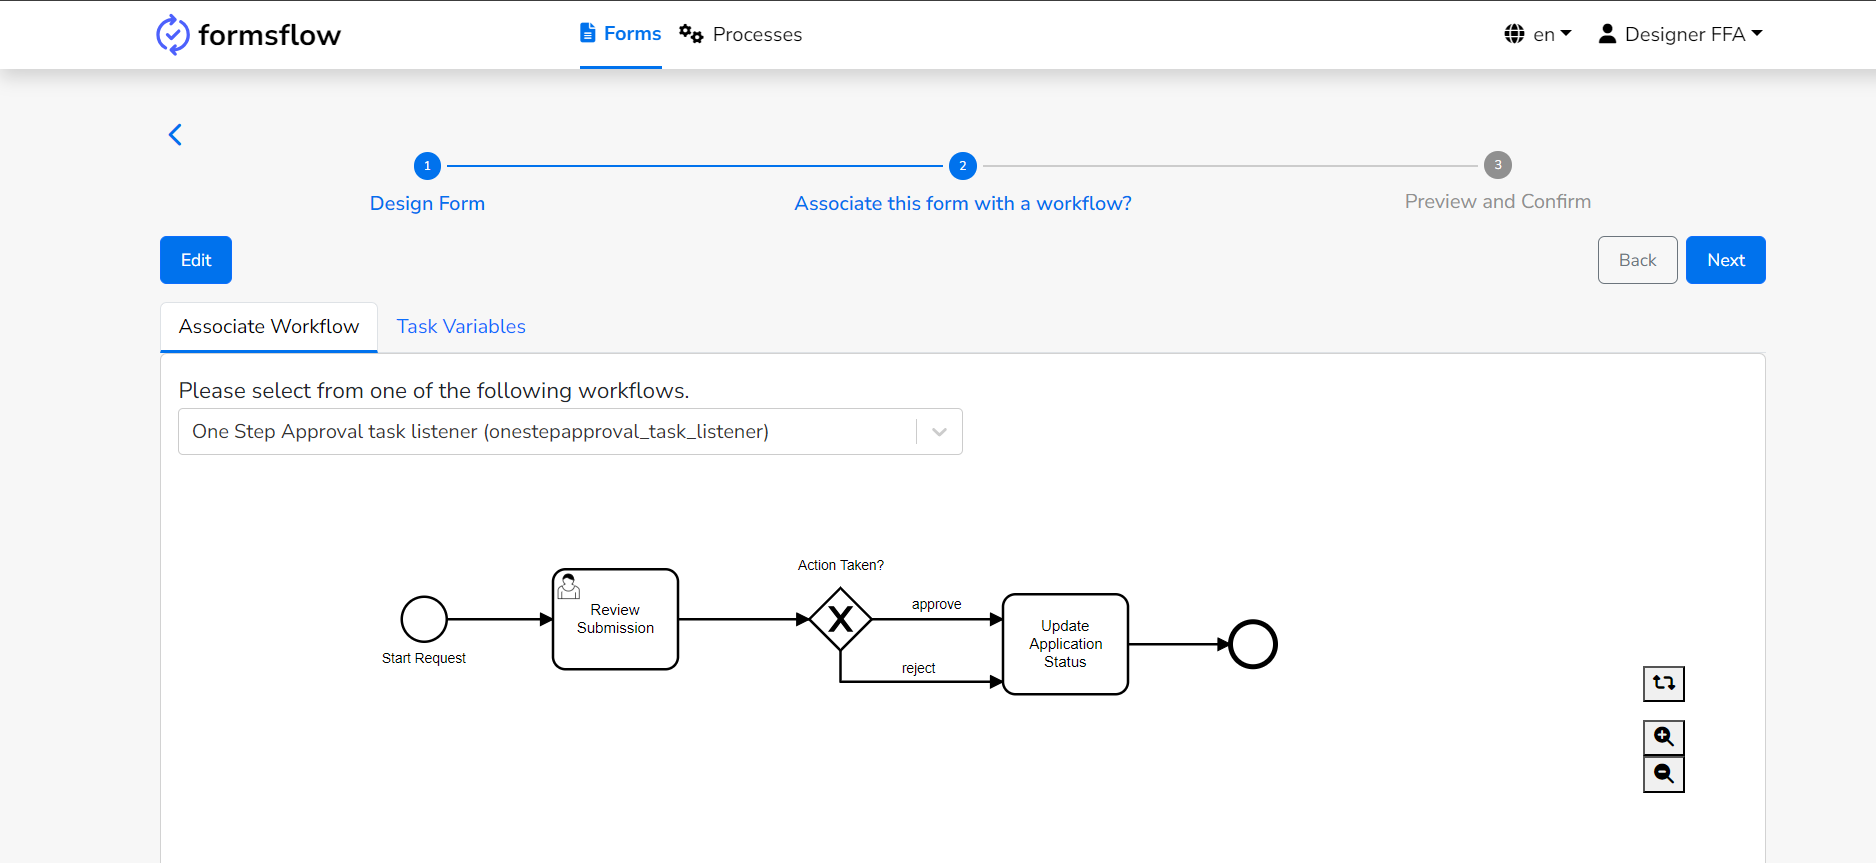 formsflow
Forms
Processes
en
Designer FFA
1
2
3
Design Form
Associate this form with a workflow?
Preview and Confirm
Edit
Back
Next
Associate Workflow
Task Variables
Please select from one of the following workflows.
One Step Approval task listener (onestepapproval_task_listener)
Action Taken?
approve
Review
Submission
Update
Application
Status
Start Request
reject